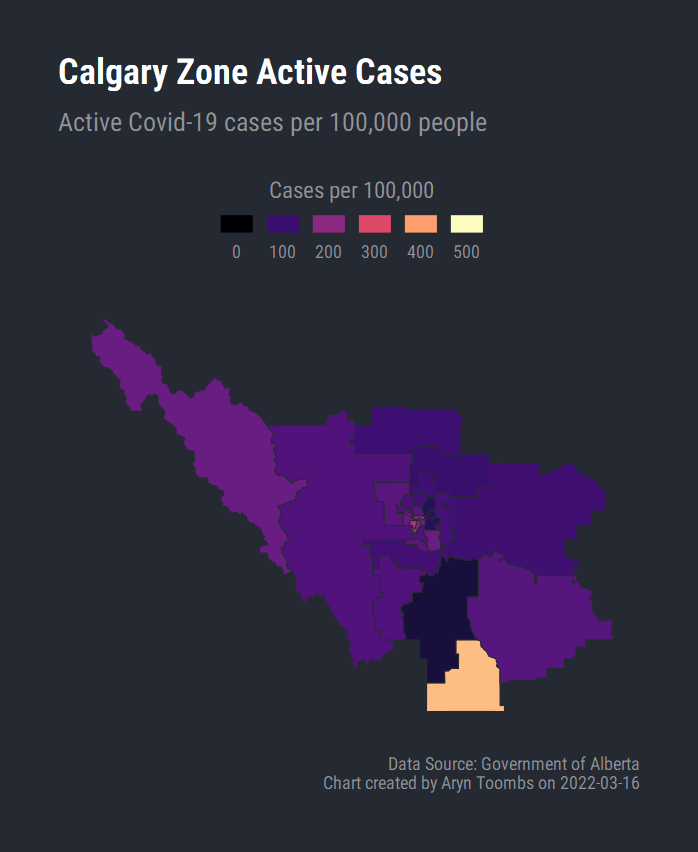 Calgary Zone Active Cases
Active Covid-19 cases per 100,000 people
Cases per 100,000
0 100 200 300 400 500
Data Source: Government of Alberta
Chart created by Aryn Toombs on 2022-03-16